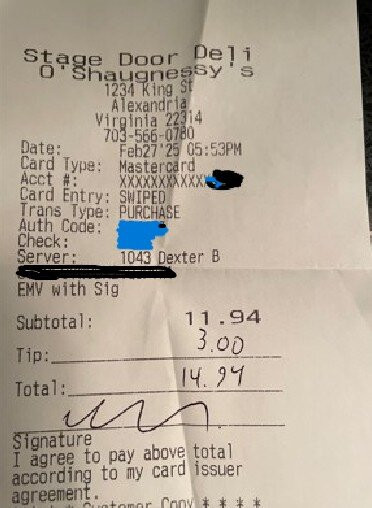 Stage Door Deli
O'Shaugnessy's
1234 King St
Alexandria
Virginia 22314
703-566-0780
Date: Feb27'25 05:53PM
Card Type: Mastercard
Acct #: XXXXXXXXXXXX
Card Entry: SWIPED
Trans Type: PURCHASE
Auth Code:
Check:
Server: 1043 Dexter B
EMV with Sig
Subtotal: 11.94
Tip: 3.00
Total: 14.94
Signature
I agree to pay above total
according to my card issuer
agreement.
* * Customer Copy * * * *